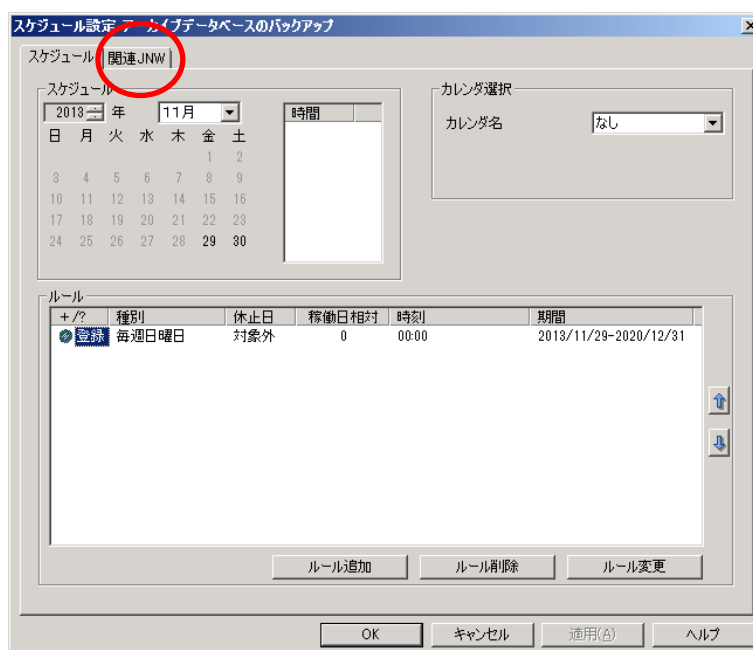 スケジュール設定 アーカイブデータベースのバックアップ
スケジュール 関連JNW
スケジュール
2013 年 11月
時間
日 月 火 水 木 金 土
1 2
3 4 5 6 7 8 9
10 11 12 13 14 15 16
17 18 19 20 21 22 23
24 25 26 27 28 29 30
カレンダ選択
カレンダ名 なし
ルール
+/? 種別 休止日 稼働日相対 時刻 期間
登録 毎週日曜日 対象外 0 00:00 2013/11/29-2020/12/31
ルール追加 ルール削除 ルール変更
OK キャンセル 適用(A) ヘルプ